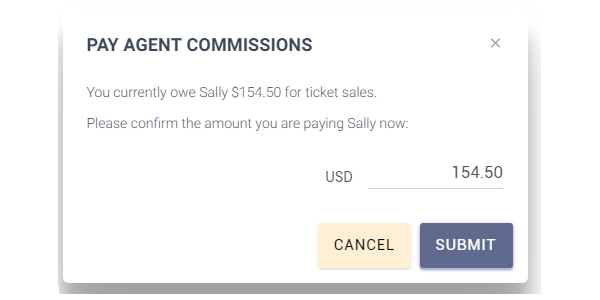 PAY AGENT COMMISSIONS ×
You currently owe Sally $154.50 for ticket sales.
Please confirm the amount you are paying Sally now:
USD 154.50
CANCEL SUBMIT